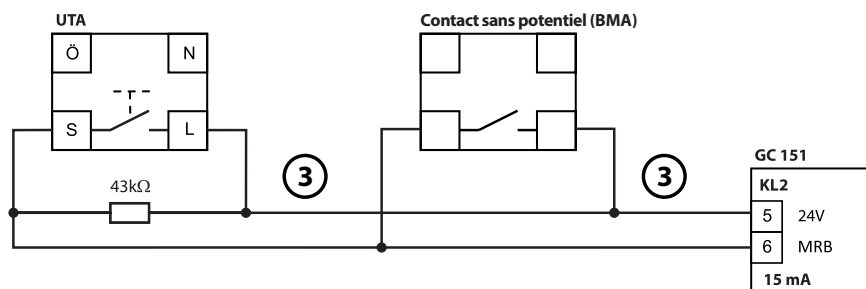 UTA
Contact sans potentiel (BMA)
Ö N
S L
43kΩ
3
3
GC 151
KL2
5 24V
6 MRB
15 mA